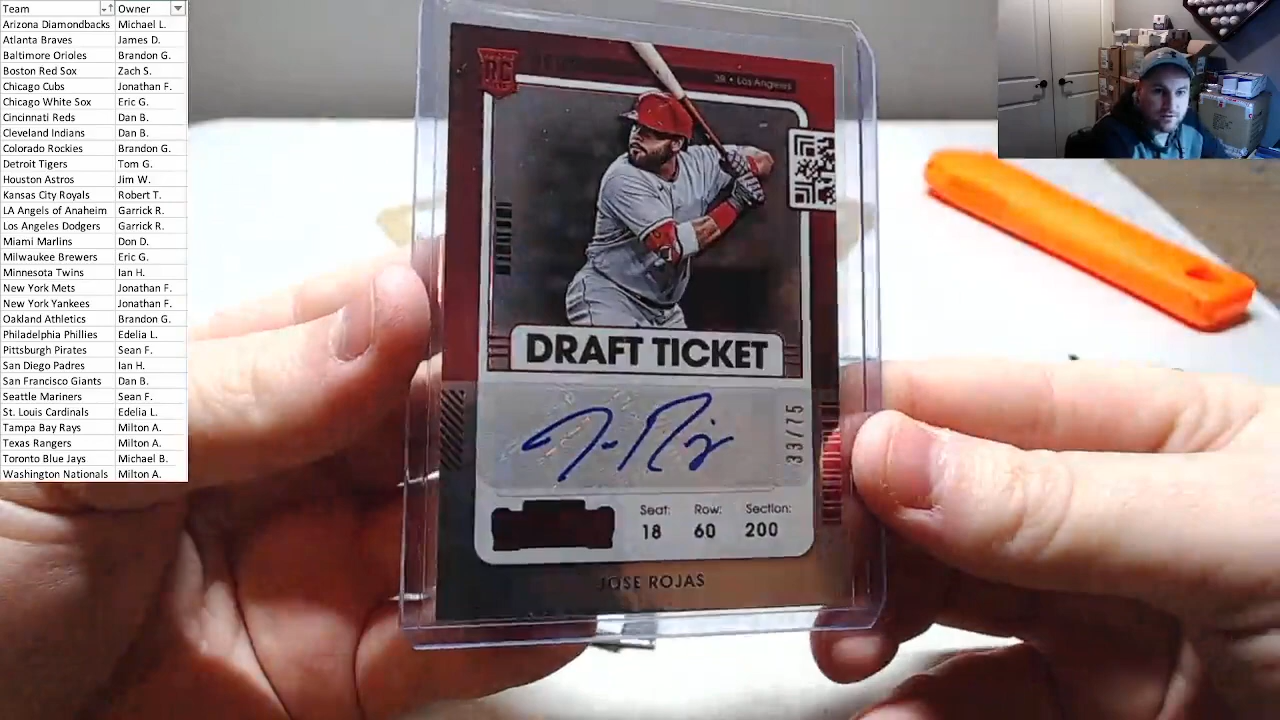 Team Owner
Arizona Diamondbacks Michael L.
Atlanta Braves James D.
Baltimore Orioles Brandon G.
Boston Red Sox Zach S.
Chicago Cubs Jonathan F.
Chicago White Sox Eric G.
Cincinnati Reds Dan B.
Cleveland Indians Dan B.
Colorado Rockies Brandon G.
Detroit Tigers Tom G.
Houston Astros Jim W.
Kansas City Royals Robert T.
LA Angels of Anaheim Garrick R.
Los Angeles Dodgers Garrick R.
Miami Marlins Don D.
Milwaukee Brewers Eric G.
Minnesota Twins Ian H.
New York Mets Jonathan F.
New York Yankees Jonathan F.
Oakland Athletics Brandon G.
Philadelphia Phillies Edelia L.
Pittsburgh Pirates Sean F.
San Diego Padres Ian H.
San Francisco Giants Dan B.
Seattle Mariners Sean F.
St. Louis Cardinals Edelia L.
Tampa Bay Rays Milton A.
Texas Rangers Milton A.
Toronto Blue Jays Michael B.
Washington Nationals Milton A.
RC
3B • Los Angeles
DRAFT TICKET
33/75
Seat: Row: Section:
18 60 200
JOSE ROJAS